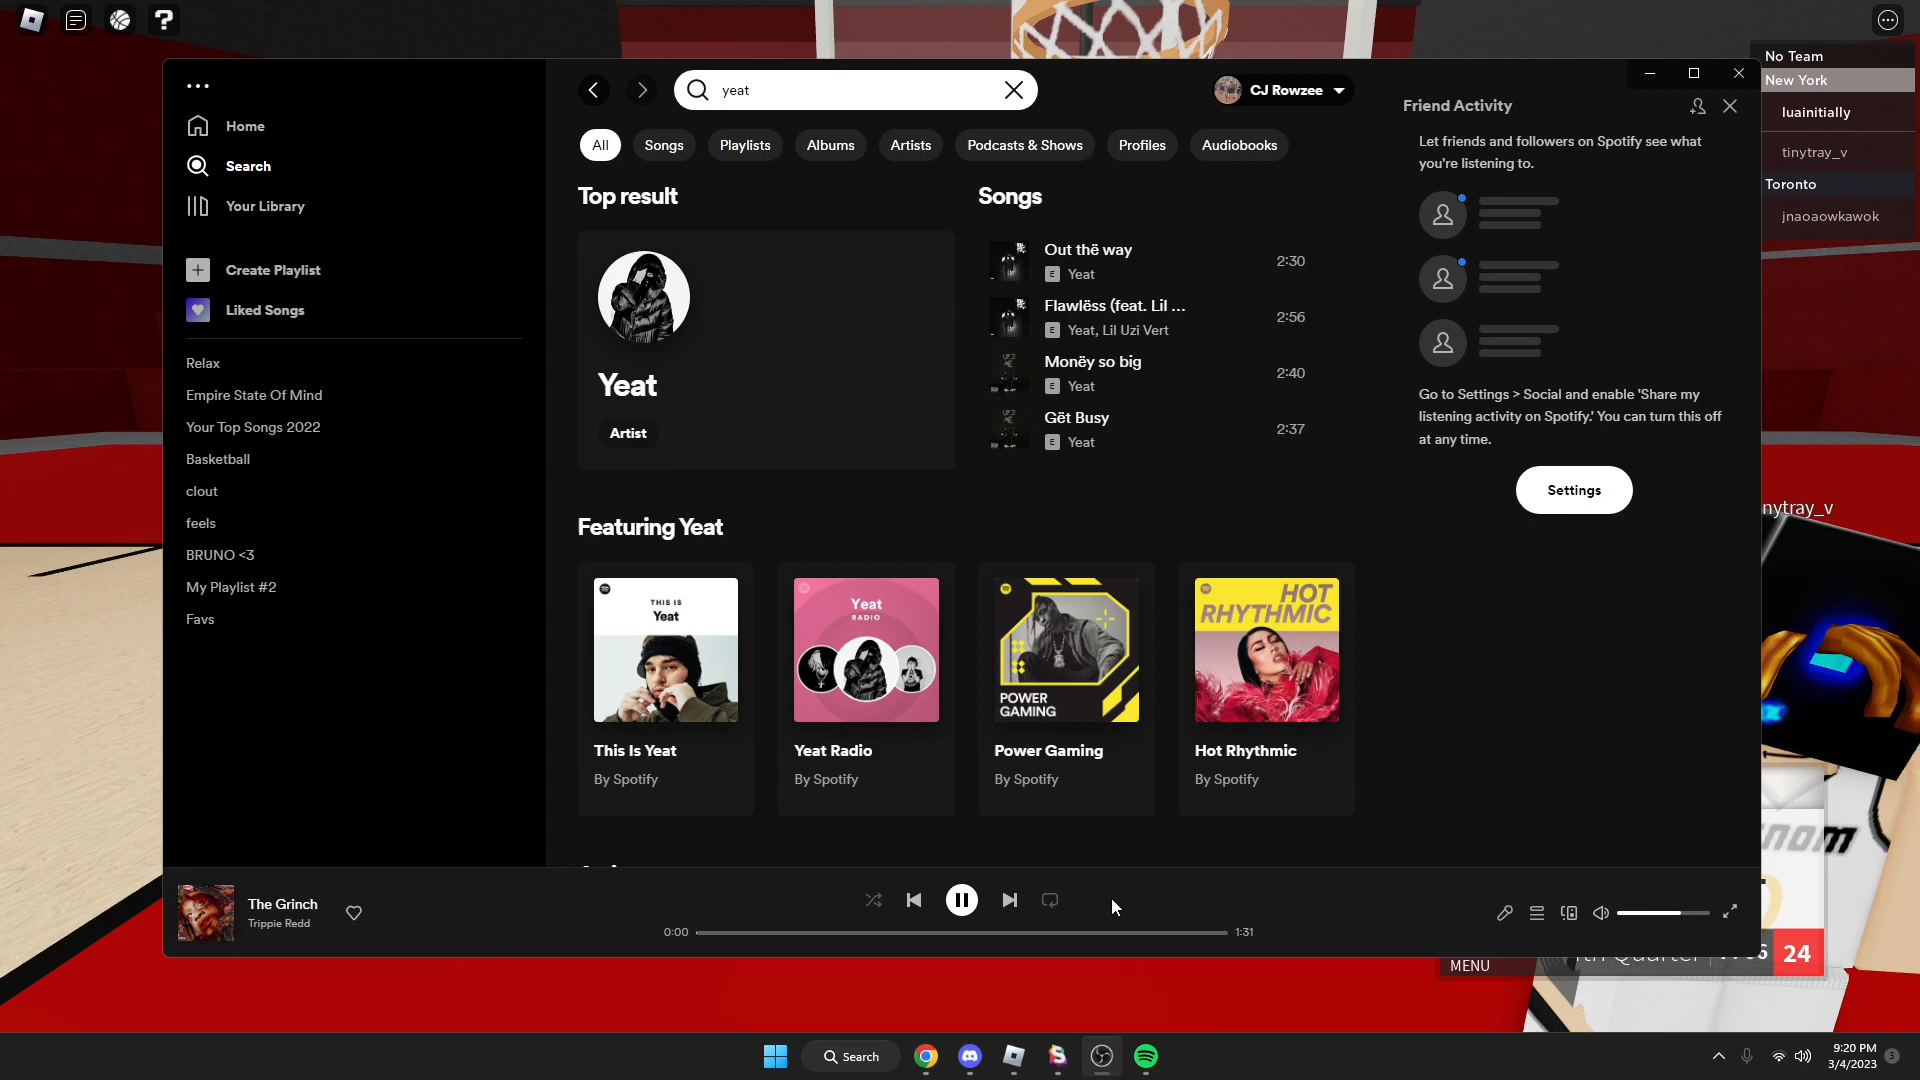 No Team
New York
luainitially
tinytray_v
Toronto
jnaoaowkawok
Home
Search
Your Library
Create Playlist
Liked Songs
Relax
Empire State Of Mind
Your Top Songs 2022
Basketball
clout
feels
BRUNO <3
My Playlist #2
Favs
yeat
CJ Rowzee
All
Songs
Playlists
Albums
Artists
Podcasts & Shows
Profiles
Audiobooks
Top result
Yeat
Artist
Songs
Out thë way
E Yeat
2:30
Flawlëss (feat. Lil ...
E Yeat, Lil Uzi Vert
2:56
Monëy so big
E Yeat
2:40
Gët Busy
E Yeat
2:37
Featuring Yeat
THIS IS
Yeat
This Is Yeat
By Spotify
Yeat
RADIO
Yeat Radio
By Spotify
POWER
GAMING
Power Gaming
By Spotify
HOT
RHYTHMIC
Hot Rhythmic
By Spotify
Friend Activity
Let friends and followers on Spotify see what
you're listening to.
Go to Settings > Social and enable 'Share my
listening activity on Spotify.' You can turn this off
at any time.
Settings
nytray_v
The Grinch
Trippie Redd
0:00
1:31
MENU
24
Search
9:20 PM
3/4/2023
3